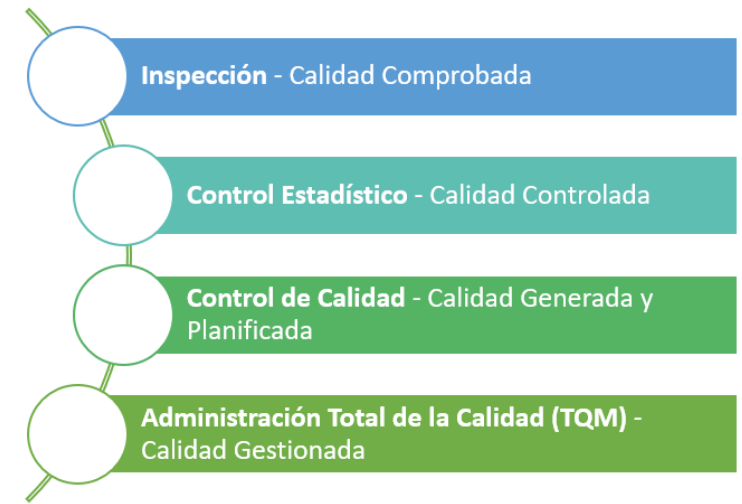 Inspección - Calidad Comprobada
Control Estadístico - Calidad Controlada
Control de Calidad - Calidad Generada y
Planificada
Administración Total de la Calidad (TQM) -
Calidad Gestionada